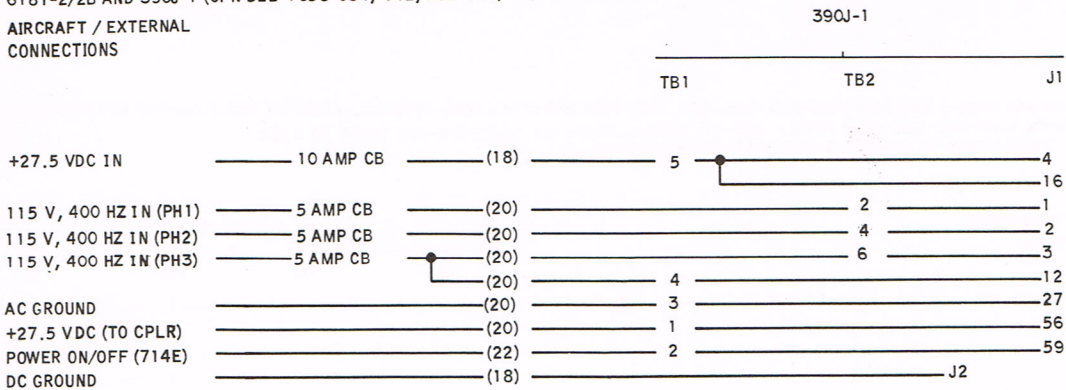 AIRCRAFT / EXTERNAL
CONNECTIONS
390J-1
TB1 TB2 J1
+27.5 VDC IN 10 AMP CB (18) 5 4
16
115 V, 400 HZ IN (PH1) 5 AMP CB (20) 2 1
115 V, 400 HZ IN (PH2) 5 AMP CB (20) 4 2
115 V, 400 HZ IN (PH3) 5 AMP CB (20) 6 3
(20) 4 12
AC GROUND (20) 3 27
+27.5 VDC (TO CPLR) (20) 1 56
POWER ON/OFF (714E) (22) 2 59
DC GROUND (18) J2